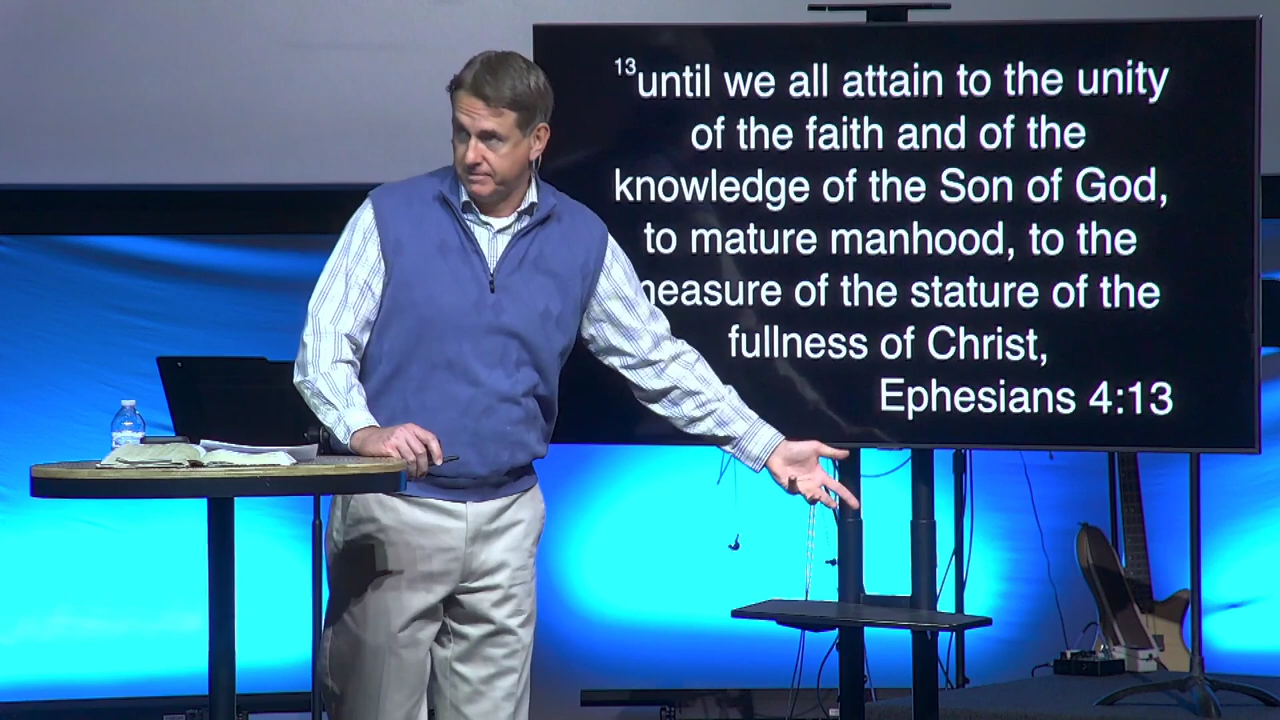 13until we all attain to the unity
of the faith and of the
knowledge of the Son of God,
to mature manhood, to the
measure of the stature of the
fullness of Christ,
Ephesians 4:13